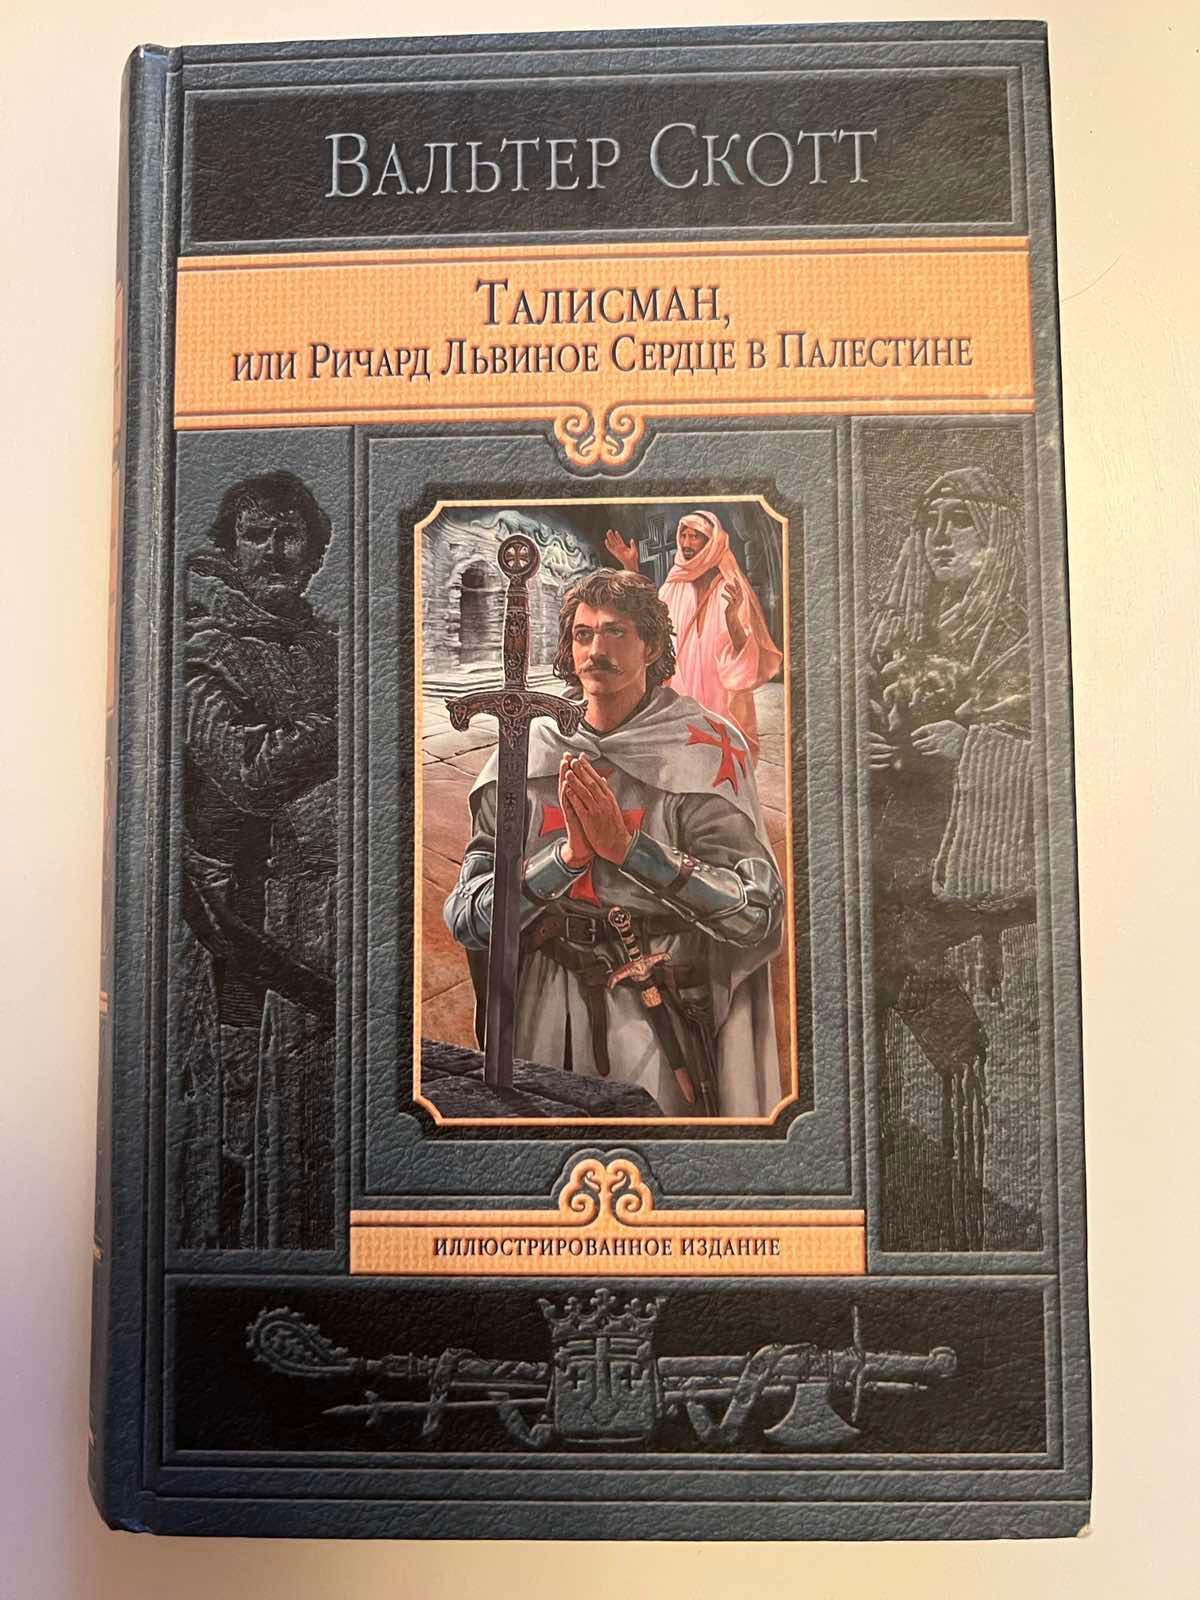 Вальтер Скотт
Талисман,
или Ричард Львиное Сердце в Палестине
иллюстрированное издание